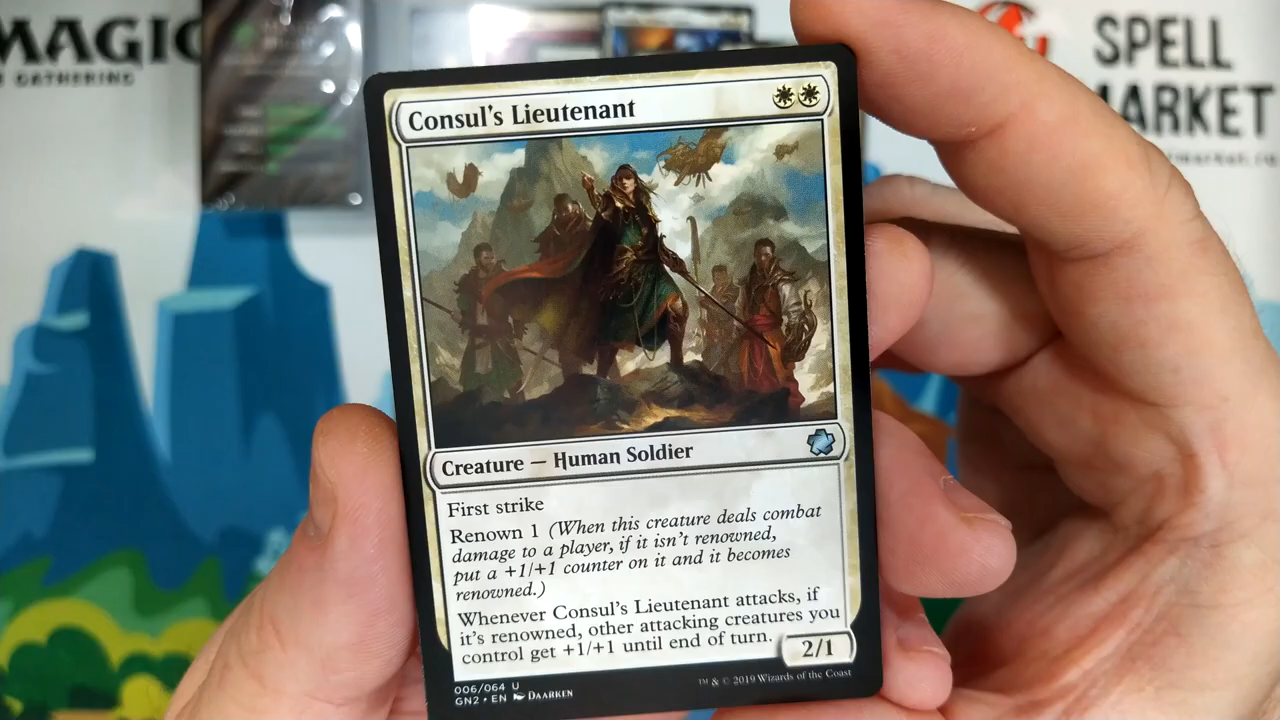 MAGIC
GATHERING
SPELL
MARKET
Consul's Lieutenant
Creature — Human Soldier
First strike
Renown 1 (When this creature deals combat
damage to a player, if it isn't renowned,
put a +1/+1 counter on it and it becomes
renowned.)
Whenever Consul's Lieutenant attacks, if
it's renowned, other attacking creatures you
control get +1/+1 until end of turn.
2/1
006/064 U
GN2 • EN DAARKEN
™ & © 2019 Wizards of the Coast